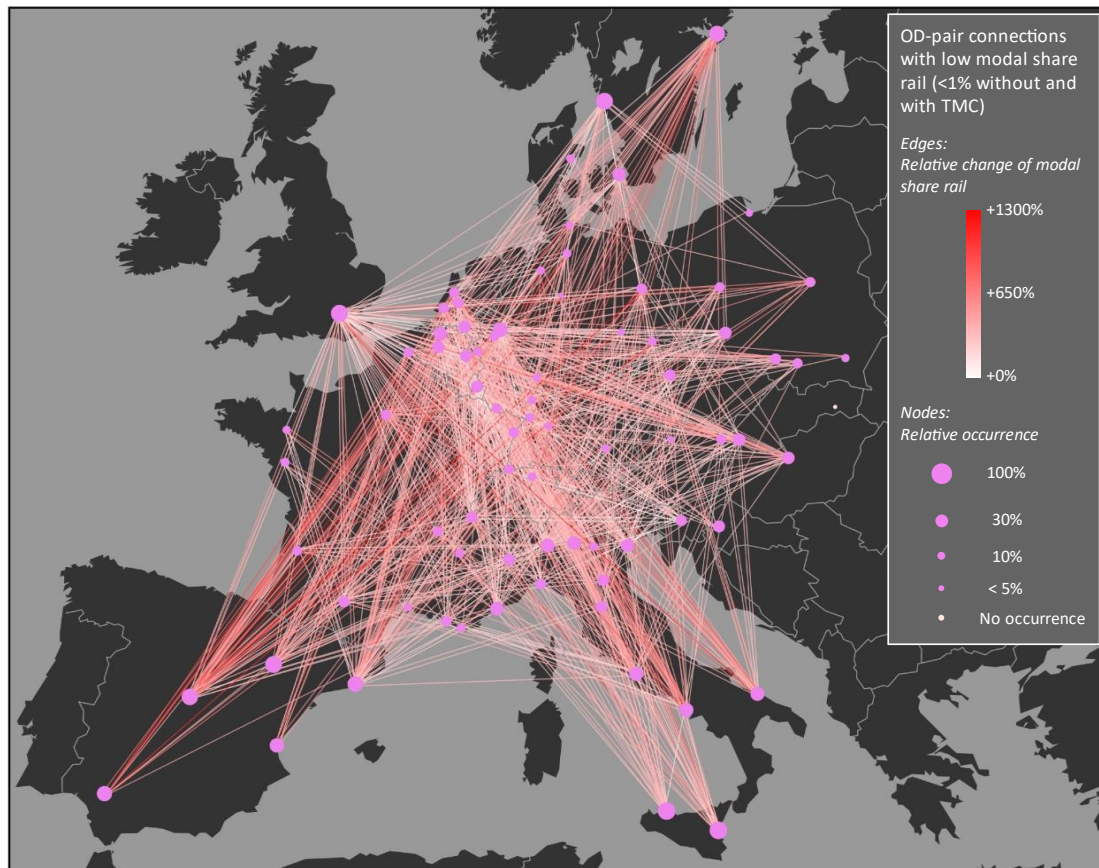 OD-pair connections
with low modal share
rail (<1% without and
with TMC)
Edges:
Relative change of modal
share rail
+1300%
+650%
+0%
Nodes:
Relative occurrence
100%
30%
10%
< 5%
No occurrence